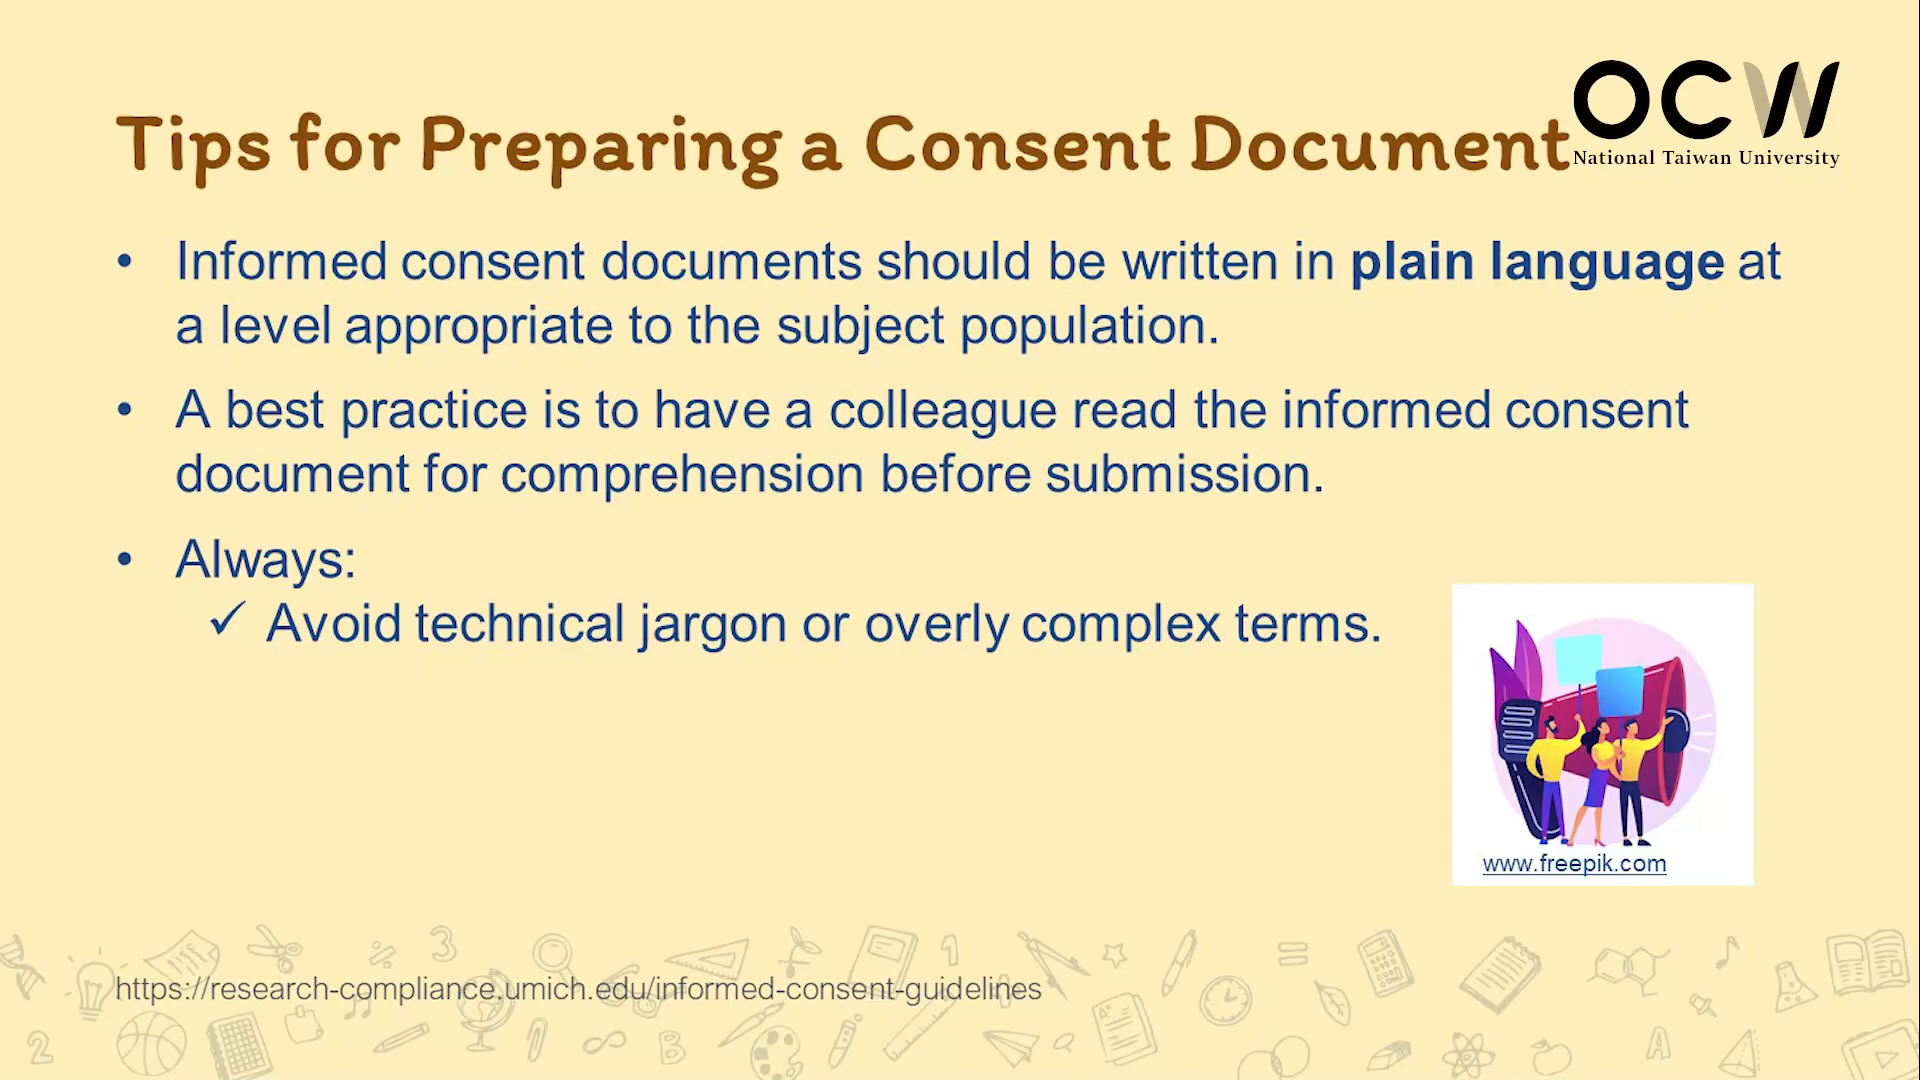 OCW
National Taiwan University
Tips for Preparing a Consent Document
• Informed consent documents should be written in plain language at
a level appropriate to the subject population.
• A best practice is to have a colleague read the informed consent
document for comprehension before submission.
• Always:
✓ Avoid technical jargon or overly complex terms.
www.freepik.com
https://research-compliance.umich.edu/informed-consent-guidelines